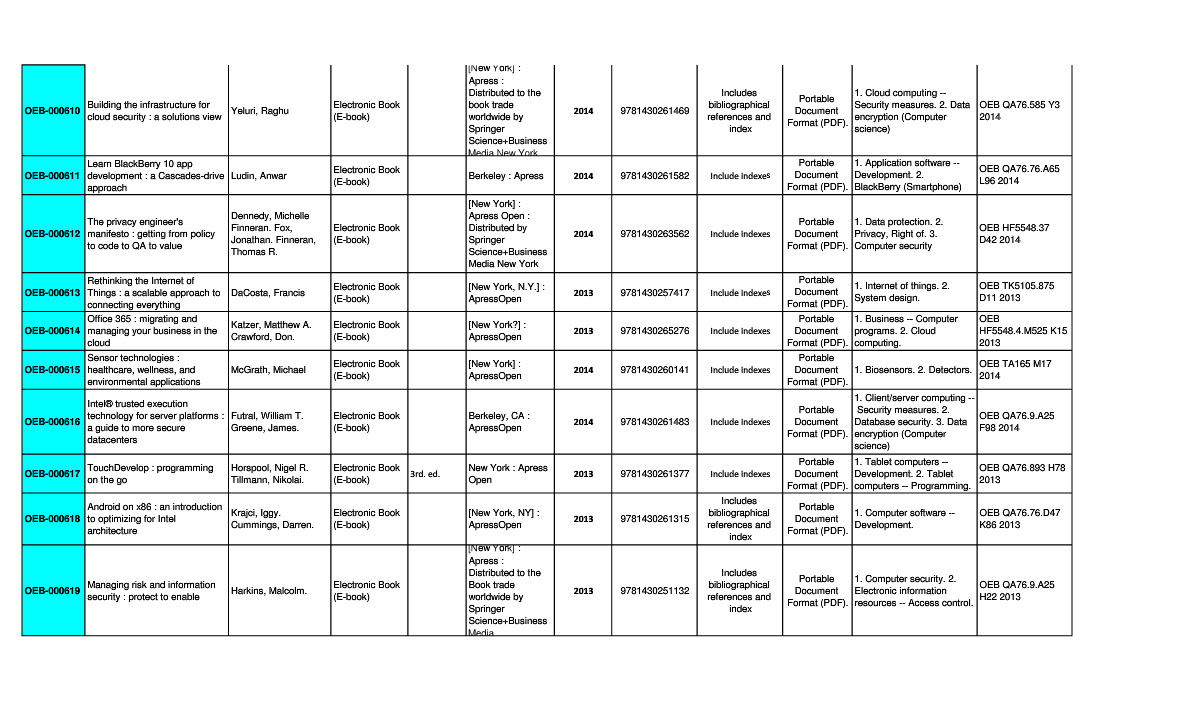 OEB-000610
Building the infrastructure for
cloud security : a solutions view
Yeluri, Raghu
Electronic Book
(E-book)
[New York] :
Apress :
Distributed to the
book trade
worldwide by
Springer
Science+Business
Media New York
2014
9781430261469
Includes
bibliographical
references and
index
Portable
Document
Format (PDF).
1. Cloud computing --
Security measures. 2. Data
encryption (Computer
science)
OEB QA76.585 Y3
2014
OEB-000611
Learn BlackBerry 10 app
development : a Cascades-drive
approach
Ludin, Anwar
Electronic Book
(E-book)
Berkeley : Apress
2014
9781430261582
Include Indexes
Portable
Document
Format (PDF).
1. Application software --
Development. 2.
BlackBerry (Smartphone)
OEB QA76.76.A65
L96 2014
OEB-000612
The privacy engineer's
manifesto : getting from policy
to code to QA to value
Dennedy, Michelle
Finneran. Fox,
Jonathan. Finneran,
Thomas R.
Electronic Book
(E-book)
[New York] :
Apress Open :
Distributed by
Springer
Science+Business
Media New York
2014
9781430263562
Include Indexes
Portable
Document
Format (PDF).
1. Data protection. 2.
Privacy, Right of. 3.
Computer security
OEB HF5548.37
D42 2014
OEB-000613
Rethinking the Internet of
Things : a scalable approach to
connecting everything
DaCosta, Francis
Electronic Book
(E-book)
[New York, N.Y.] :
ApressOpen
2013
9781430257417
Include Indexes
Portable
Document
Format (PDF).
1. Internet of things. 2.
System design.
OEB TK5105.875
D11 2013
OEB-000614
Office 365 : migrating and
managing your business in the
cloud
Katzer, Matthew A.
Crawford, Don.
Electronic Book
(E-book)
[New York?] :
ApressOpen
2013
9781430265276
Include Indexes
Portable
Document
Format (PDF).
1. Business -- Computer
programs. 2. Cloud
computing.
OEB
HF5548.4.M525 K15
2013
OEB-000615
Sensor technologies :
healthcare, wellness, and
environmental applications
McGrath, Michael
Electronic Book
(E-book)
[New York] :
ApressOpen
2014
9781430260141
Include Indexes
Portable
Document
Format (PDF).
1. Biosensors. 2. Detectors.
OEB TA165 M17
2014
OEB-000616
Intel® trusted execution
technology for server platforms :
a guide to more secure
datacenters
Futral, William T.
Greene, James.
Electronic Book
(E-book)
Berkeley, CA :
ApressOpen
2014
9781430261483
Include Indexes
Portable
Document
Format (PDF).
1. Client/server computing --
Security measures. 2.
Database security. 3. Data
encryption (Computer
science)
OEB QA76.9.A25
F98 2014
OEB-000617
TouchDevelop : programming
on the go
Horspool, Nigel R.
Tillmann, Nikolai.
Electronic Book
(E-book)
3rd. ed.
New York : Apress
Open
2013
9781430261377
Include Indexes
Portable
Document
Format (PDF).
1. Tablet computers --
Development. 2. Tablet
computers -- Programming.
OEB QA76.893 H78
2013
OEB-000618
Android on x86 : an introduction
to optimizing for Intel
architecture
Krajci, Iggy.
Cummings, Darren.
Electronic Book
(E-book)
[New York, NY] :
ApressOpen
2013
9781430261315
Includes
bibliographical
references and
index
Portable
Document
Format (PDF).
1. Computer software --
Development.
OEB QA76.76.D47
K86 2013
OEB-000619
Managing risk and information
security : protect to enable
Harkins, Malcolm.
Electronic Book
(E-book)
[New York] :
Apress :
Distributed to the
Book trade
worldwide by
Springer
Science+Business
Media
2013
9781430251132
Includes
bibliographical
references and
index
Portable
Document
Format (PDF).
1. Computer security. 2.
Electronic information
resources -- Access control.
OEB QA76.9.A25
H22 2013